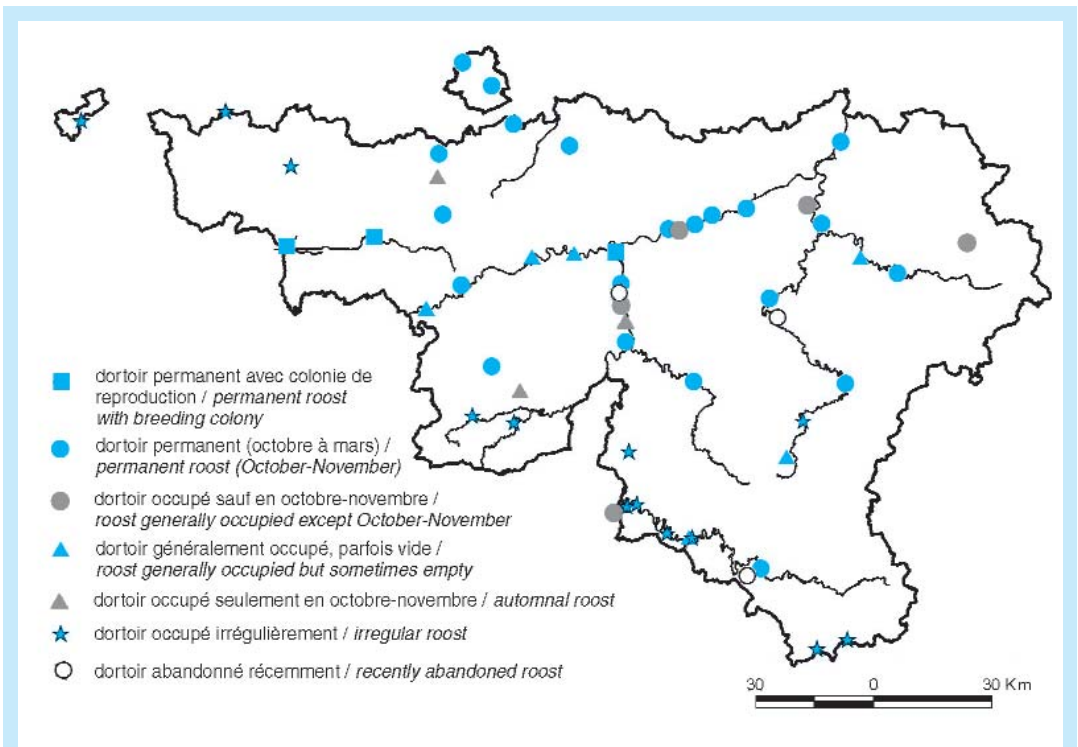 dortoir permanent avec colonie de
reproduction / permanent roost
with breeding colony
dortoir permanent (octobre à mars) /
permanent roost (October-November)
dortoir occupé sauf en octobre-novembre /
roost generally occupied except October-November
dortoir généralement occupé, parfois vide /
roost generally occupied but sometimes empty
dortoir occupé seulement en octobre-novembre / automnal roost
dortoir occupé irrégulièrement / irregular roost
dortoir abandonné récemment / recently abandoned roost
30 0 30 Km